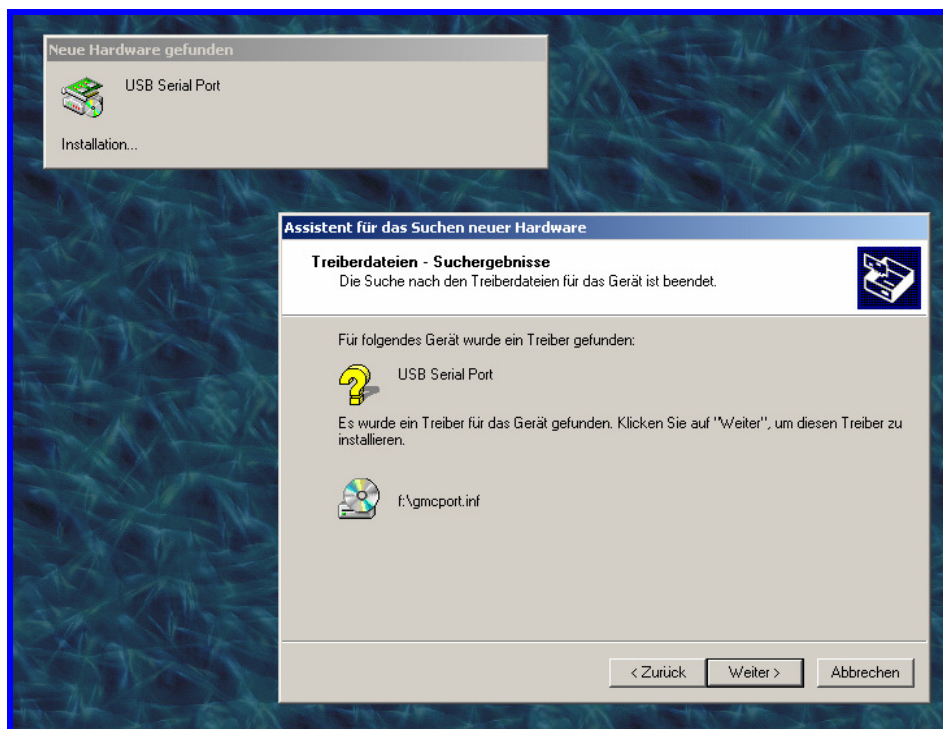 Neue Hardware gefunden
USB Serial Port
Installation...
Assistent für das Suchen neuer Hardware
Treiberdateien - Suchergebnisse
Die Suche nach den Treiberdateien für das Gerät ist beendet.
Für folgendes Gerät wurde ein Treiber gefunden:
USB Serial Port
Es wurde ein Treiber für das Gerät gefunden. Klicken Sie auf "Weiter", um diesen Treiber zu
installieren.
f:\gmcport.inf
< Zurück
Weiter >
Abbrechen